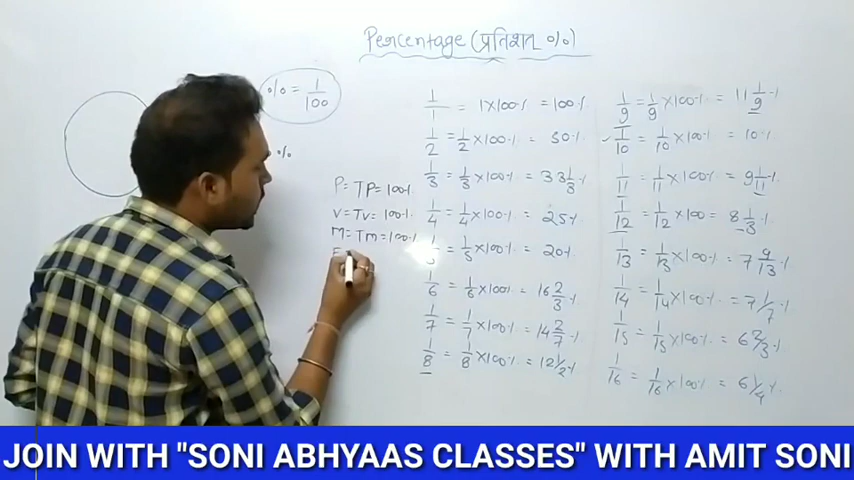 Percentage (प्रतिशत %)
% = 1/100
%
P = TP = 100%
V = TV = 100%
M = TM = 100%
1/1 = 1×100% = 100%
1/2 = 1/2×100% = 50%
1/3 = 1/3×100% = 33 1/3%
1/4 = 1/4×100% = 25%
= 1/5×100% = 20%
1/6 = 1/6×100% = 16 2/3%
1/7 = 1/7×100% = 14 2/7%
1/8 = 1/8×100% = 12 1/2%
1/9 = 1/9×100% = 11 1/9%
1/10 = 1/10×100% = 10%
1/11 = 1/11×100% = 9 1/11%
1/12 = 1/12×100 = 8 1/3%
1/13 = 1/13×100% = 7 9/13%
1/14 = 1/14×100% = 7 1/7%
1/15 = 1/15×100% = 6 2/3%
1/16 = 1/16×100% = 6 1/4%
JOIN WITH "SONI ABHYAAS CLASSES" WITH AMIT SONI